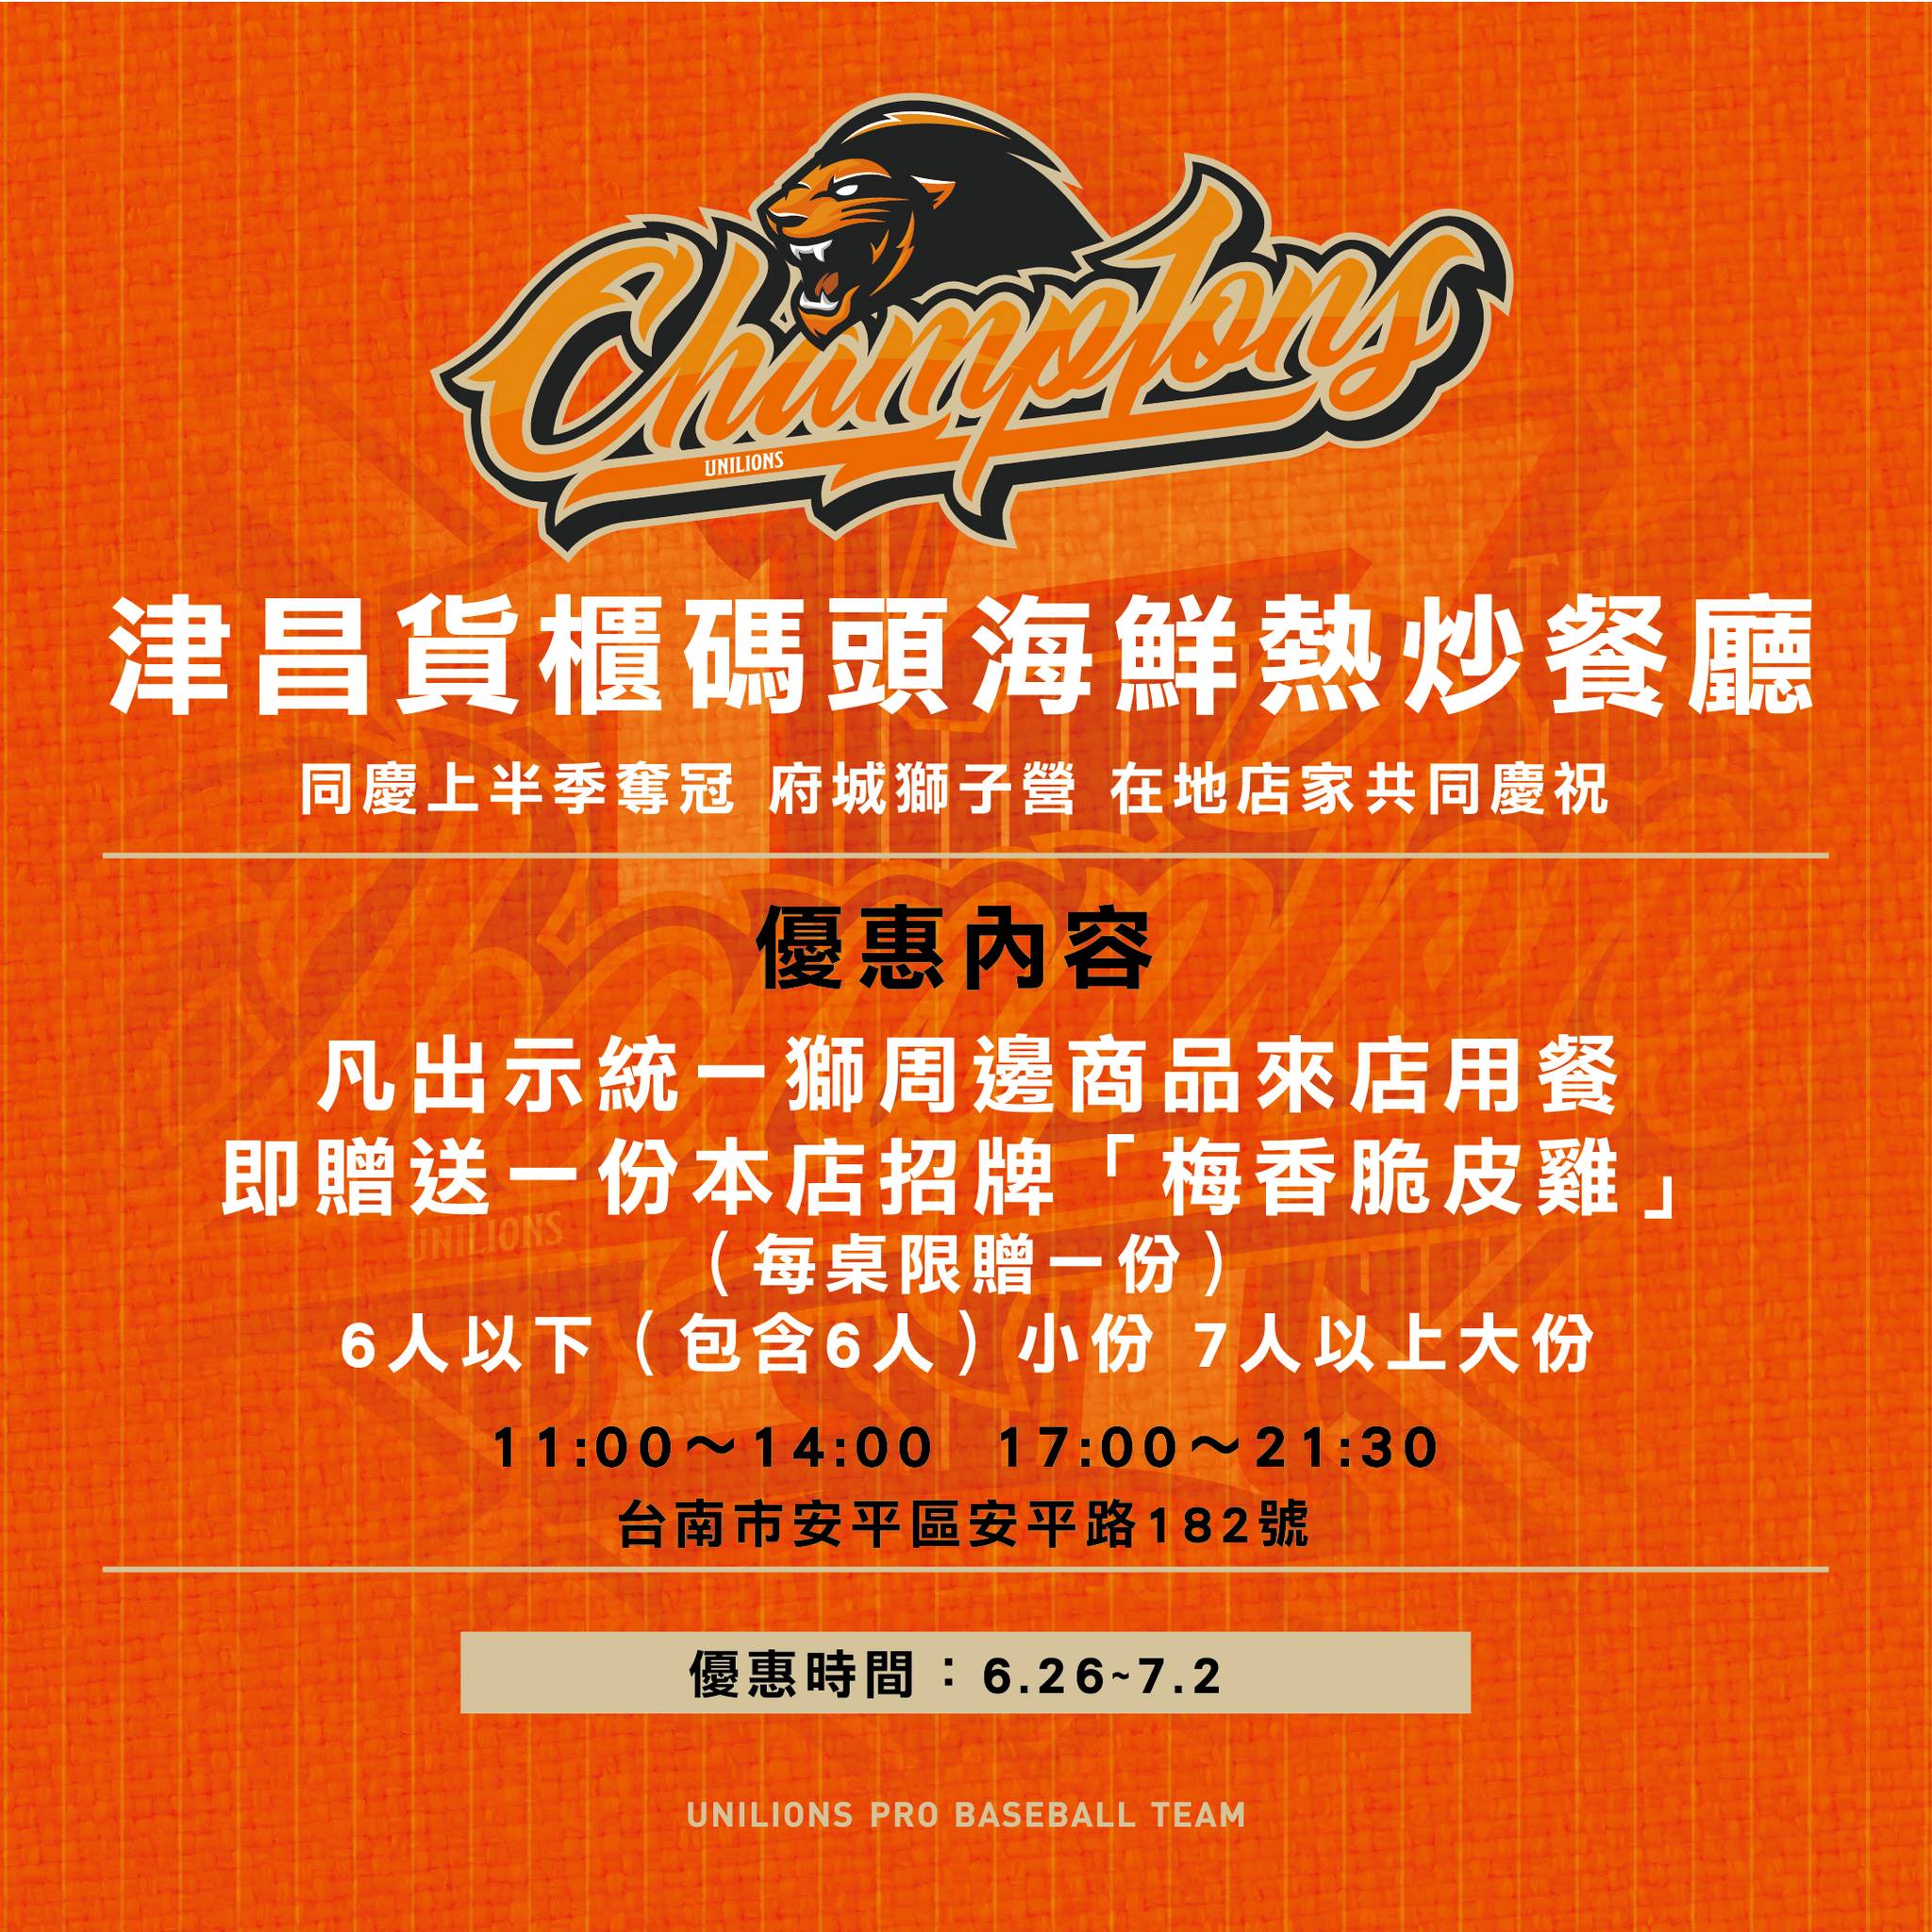 Champ1ons
UNILIONS
津昌貨櫃碼頭海鮮熱炒餐廳
同慶上半季奪冠 府城獅子營 在地店家共同慶祝
優惠內容
凡出示統一獅周邊商品來店用餐
即贈送一份本店招牌「梅香脆皮雞」
UNILIONS
（每桌限贈一份）
6人以下（包含6人）小份 7人以上大份
11:00～14:00 17:00～21:30
台南市安平區安平路182號
優惠時間：6.26~7.2
UNILIONS PRO BASEBALL TEAM